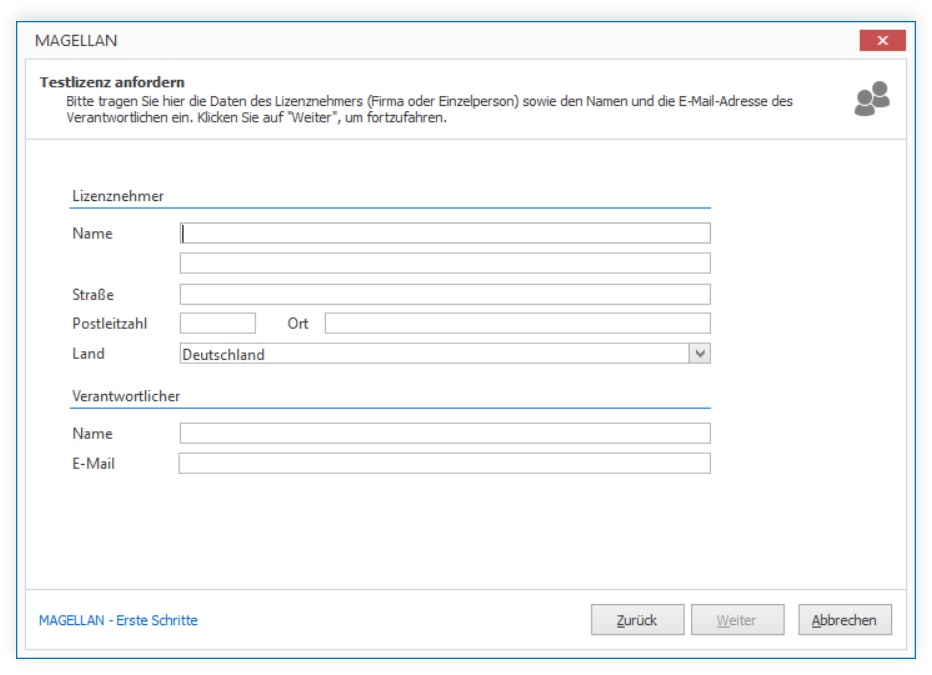 MAGELLAN
Testlizenz anfordern
Bitte tragen Sie hier die Daten des Lizenznehmers (Firma oder Einzelperson) sowie den Namen und die E-Mail-Adresse des
Verantwortlichen ein. Klicken Sie auf "Weiter", um fortzufahren.
Lizenznehmer
Name
Straße
Postleitzahl Ort
Land Deutschland
Verantwortlicher
Name
E-Mail
MAGELLAN - Erste Schritte Zurück Weiter Abbrechen